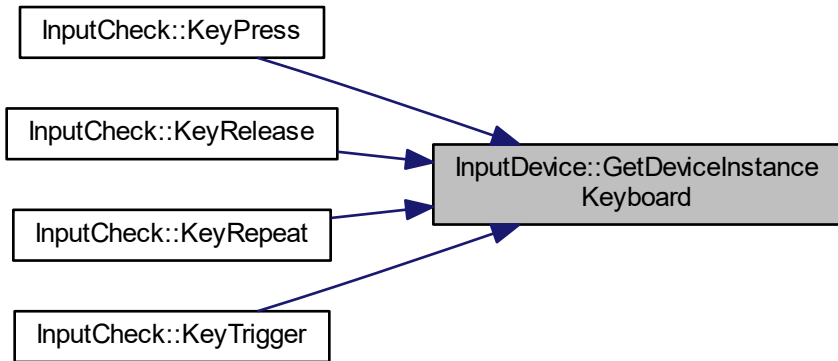 InputCheck::KeyPress
InputCheck::KeyRelease
InputDevice::GetDeviceInstance
Keyboard
InputCheck::KeyRepeat
InputCheck::KeyTrigger